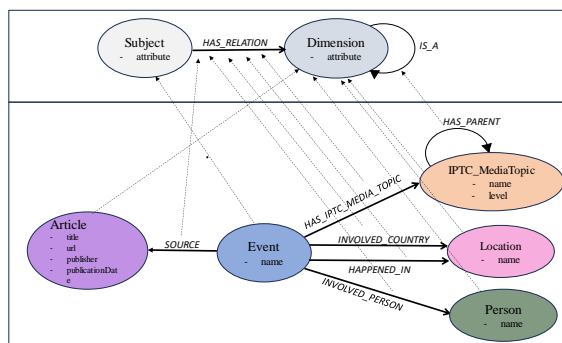 Subject
- attribute
HAS_RELATION
Dimension
- attribute
IS_A
HAS_PARENT
IPTC_MediaTopic
- name
- level
HAS_IPTC_MEDIA_TOPIC
Article
- title
- url
- publisher
- publicationDat
e
SOURCE
Event
- name
INVOLVED_COUNTRY
HAPPENED_IN
INVOLVED_PERSON
Location
- name
Person
- name